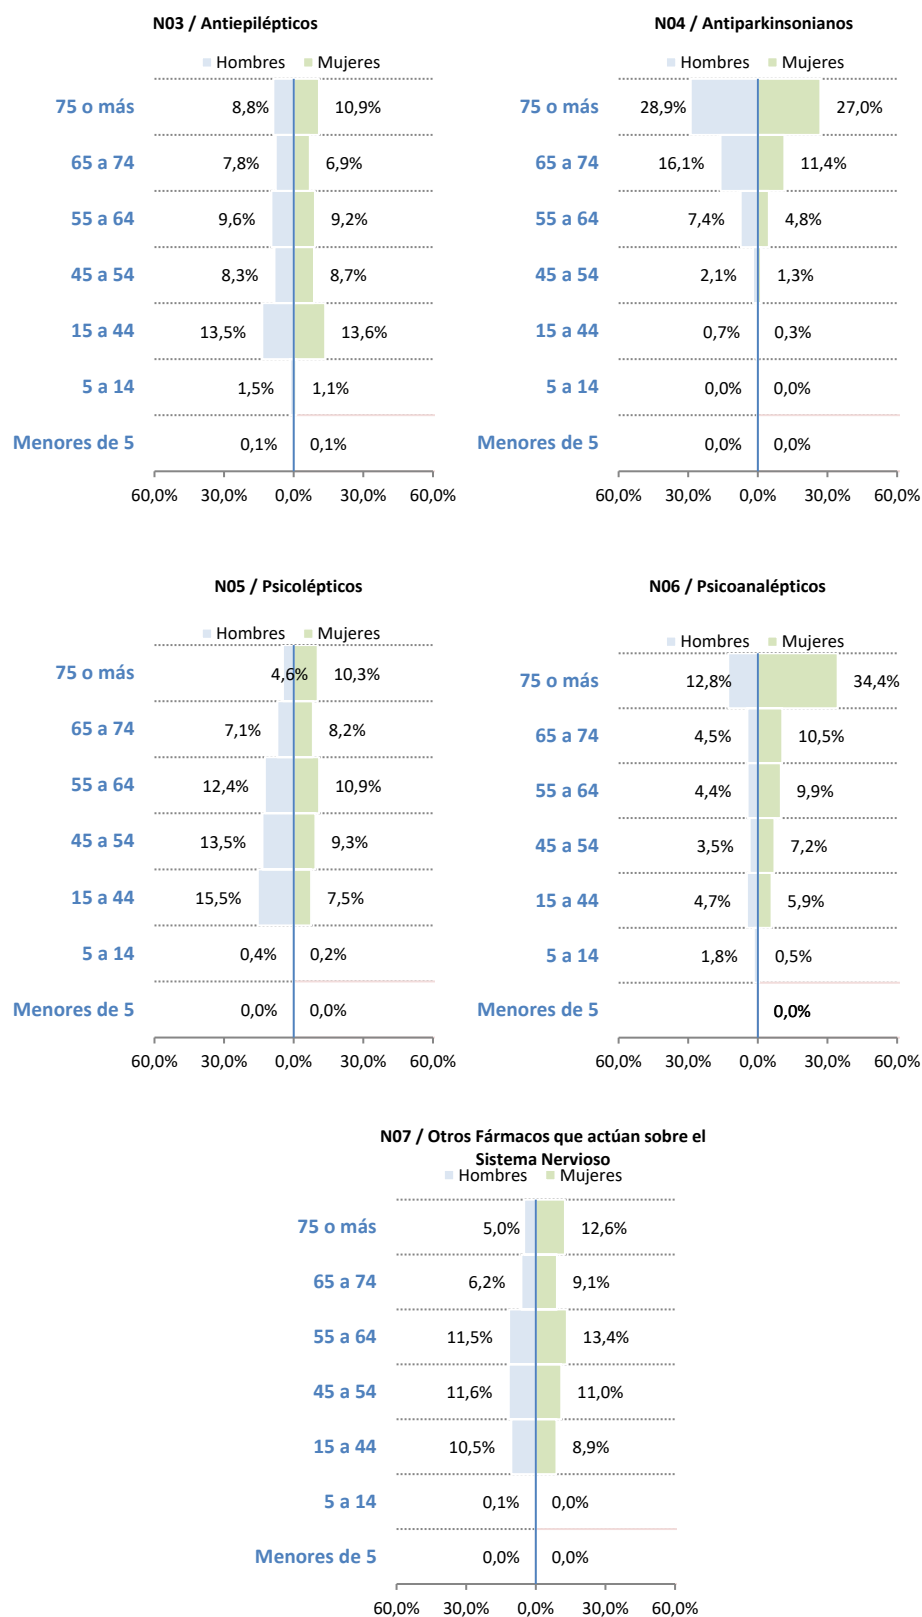 N03 / Antiepilépticos
Hombres Mujeres
75 o más 8,8% 10,9%
65 a 74 7,8% 6,9%
55 a 64 9,6% 9,2%
45 a 54 8,3% 8,7%
15 a 44 13,5% 13,6%
5 a 14 1,5% 1,1%
Menores de 5 0,1% 0,1%
60,0% 30,0% 0,0% 30,0% 60,0%
N04 / Antiparkinsonianos
Hombres Mujeres
75 o más 28,9% 27,0%
65 a 74 16,1% 11,4%
55 a 64 7,4% 4,8%
45 a 54 2,1% 1,3%
15 a 44 0,7% 0,3%
5 a 14 0,0% 0,0%
Menores de 5 0,0% 0,0%
60,0% 30,0% 0,0% 30,0% 60,0%
N05 / Psicolépticos
Hombres Mujeres
75 o más 4,6% 10,3%
65 a 74 7,1% 8,2%
55 a 64 12,4% 10,9%
45 a 54 13,5% 9,3%
15 a 44 15,5% 7,5%
5 a 14 0,4% 0,2%
Menores de 5 0,0% 0,0%
60,0% 30,0% 0,0% 30,0% 60,0%
N06 / Psicoanalépticos
Hombres Mujeres
75 o más 12,8% 34,4%
65 a 74 4,5% 10,5%
55 a 64 4,4% 9,9%
45 a 54 3,5% 7,2%
15 a 44 4,7% 5,9%
5 a 14 1,8% 0,5%
Menores de 5 0,0%
60,0% 30,0% 0,0% 30,0% 60,0%
N07 / Otros Fármacos que actúan sobre el
Sistema Nervioso
Hombres Mujeres
75 o más 5,0% 12,6%
65 a 74 6,2% 9,1%
55 a 64 11,5% 13,4%
45 a 54 11,6% 11,0%
15 a 44 10,5% 8,9%
5 a 14 0,1% 0,0%
Menores de 5 0,0% 0,0%
60,0% 30,0% 0,0% 30,0% 60,0%